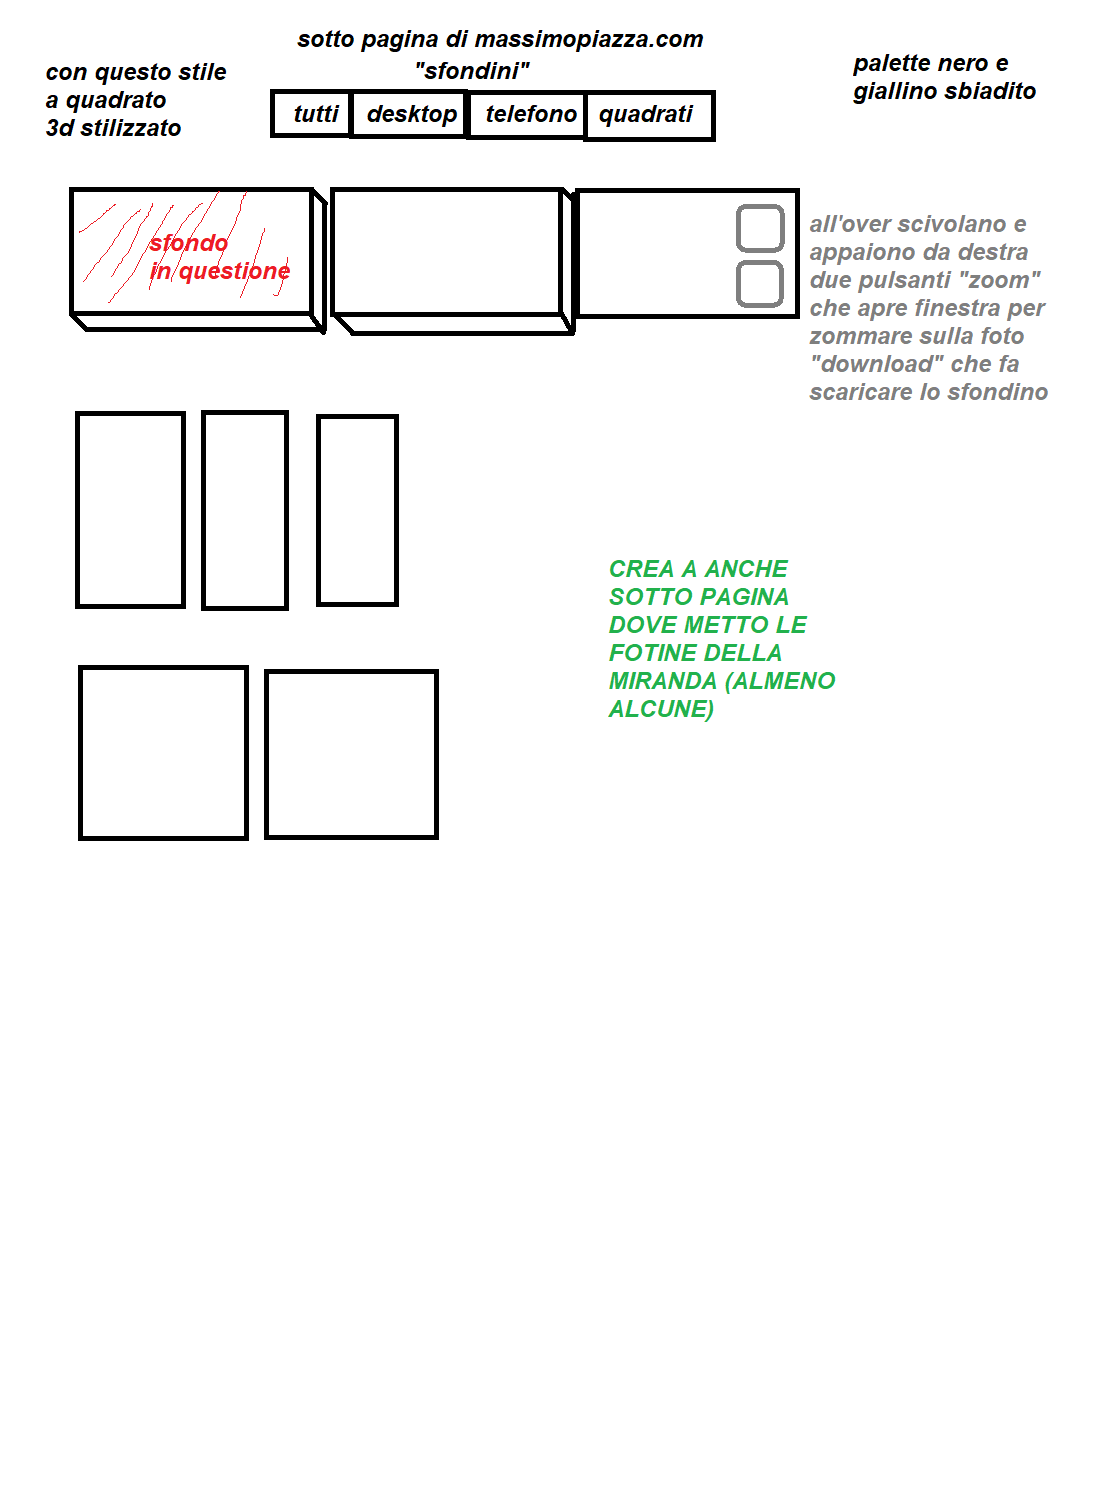 sotto pagina di massimopiazza.com
"sfondini"
con questo stile
a quadrato
3d stilizzato
palette nero e
giallino sbiadito
tutti desktop telefono quadrati
sfondo
in questione
all'over scivolano e
appaiono da destra
due pulsanti "zoom"
che apre finestra per
zommare sulla foto
"download" che fa
scaricare lo sfondino
CREA A ANCHE
SOTTO PAGINA
DOVE METTO LE
FOTINE DELLA
MIRANDA (ALMENO
ALCUNE)